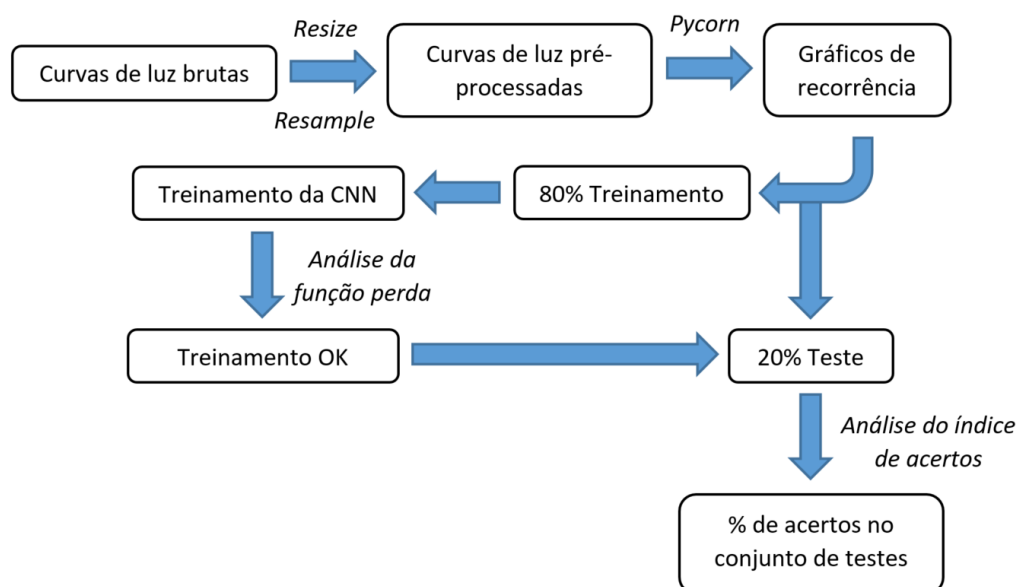 Resize
Curvas de luz brutas
Resample
Curvas de luz pré-
processadas
Pycorn
Gráficos de
recorrência
80% Treinamento
Treinamento da CNN
Análise da
função perda
Treinamento OK
20% Teste
Análise do índice
de acertos
% de acertos no
conjunto de testes